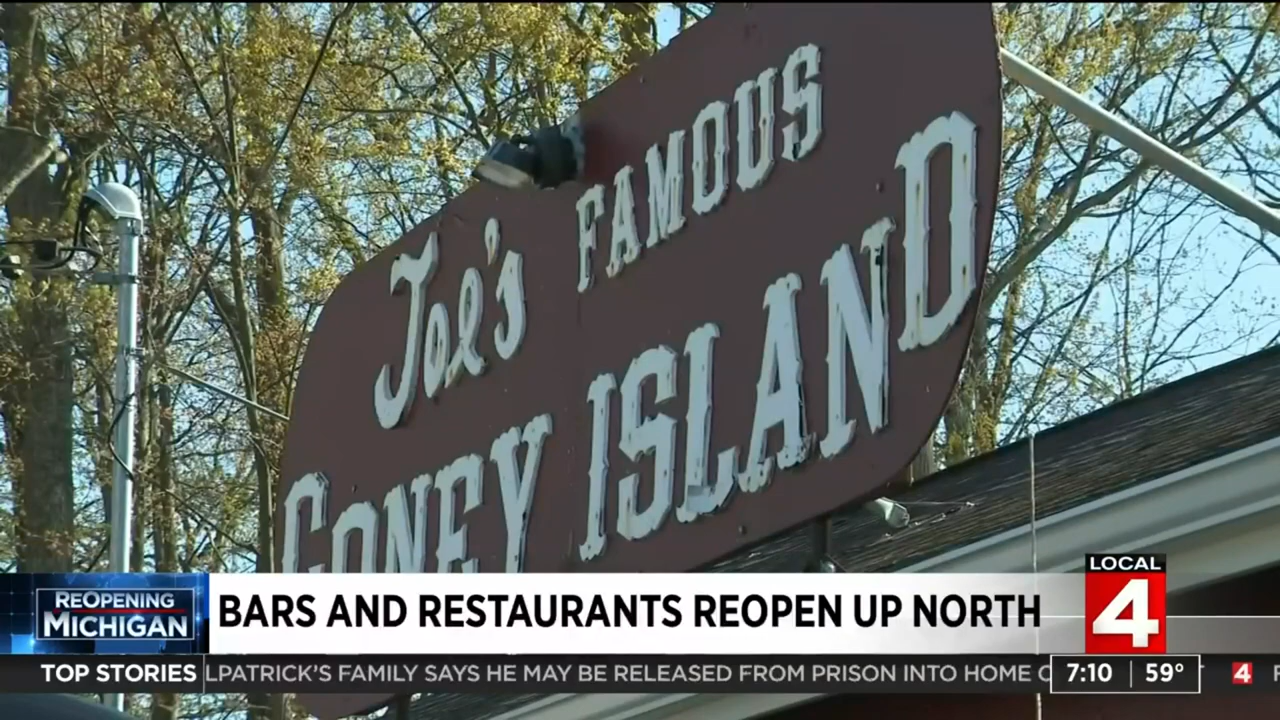 Joe's FAMOUS
CONEY ISLAND
REOPENING
MICHIGAN
BARS AND RESTAURANTS REOPEN UP NORTH
LOCAL
4
TOP STORIES
LPATRICK'S FAMILY SAYS HE MAY BE RELEASED FROM PRISON INTO HOME
7:10
59°
4